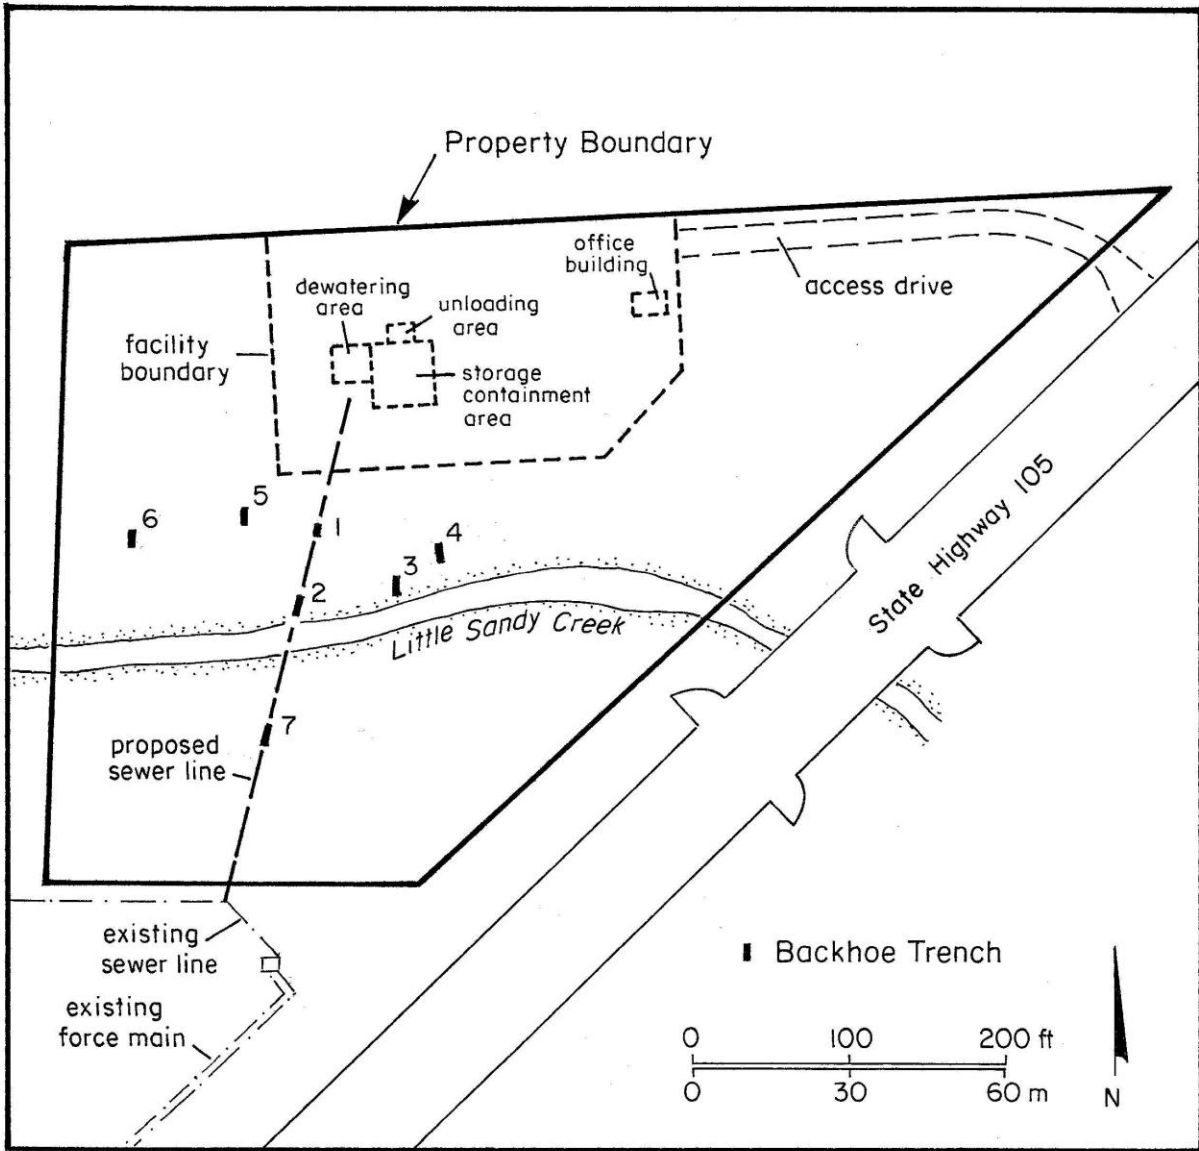 Property Boundary
office
building
access drive
dewatering
area
unloading
area
facility
boundary
storage
containment
area
5
6
1
4
3
2
State Highway 105
Little Sandy Creek
7
proposed
sewer line
existing
sewer line
Backhoe Trench
existing
force main
0 100 200 ft
0 30 60 m
N